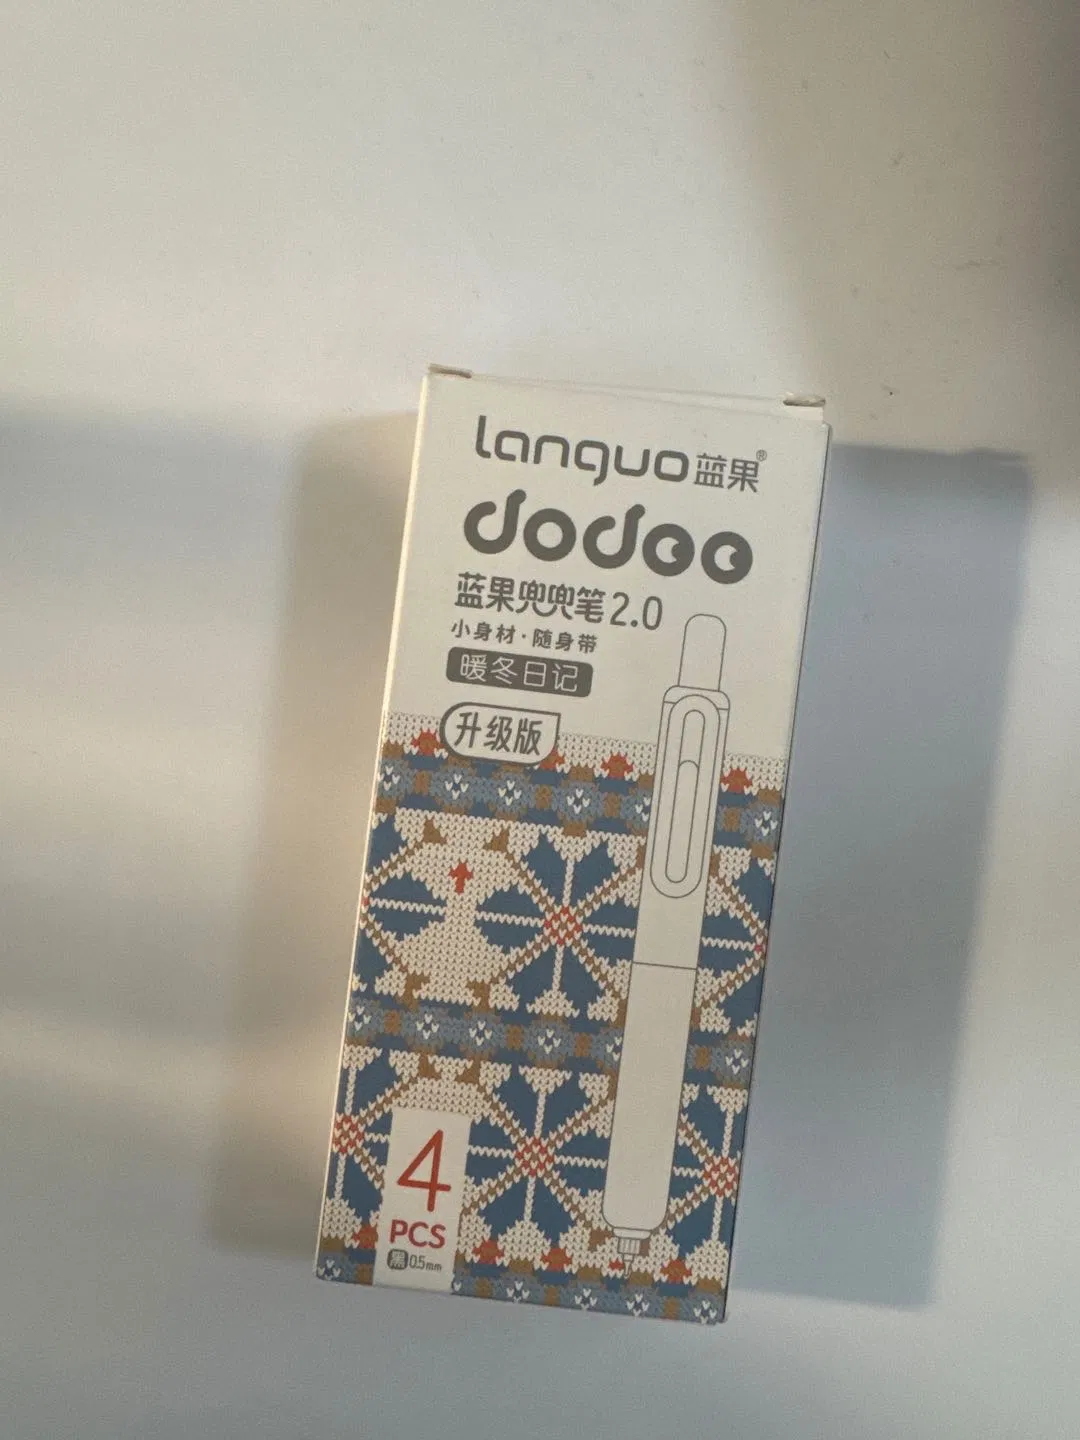 Languo蓝果®
dodoo
蓝果兜兜笔2.0
小身材·随身带
暖冬日记
升级版
4
PCS
黑 0.5mm